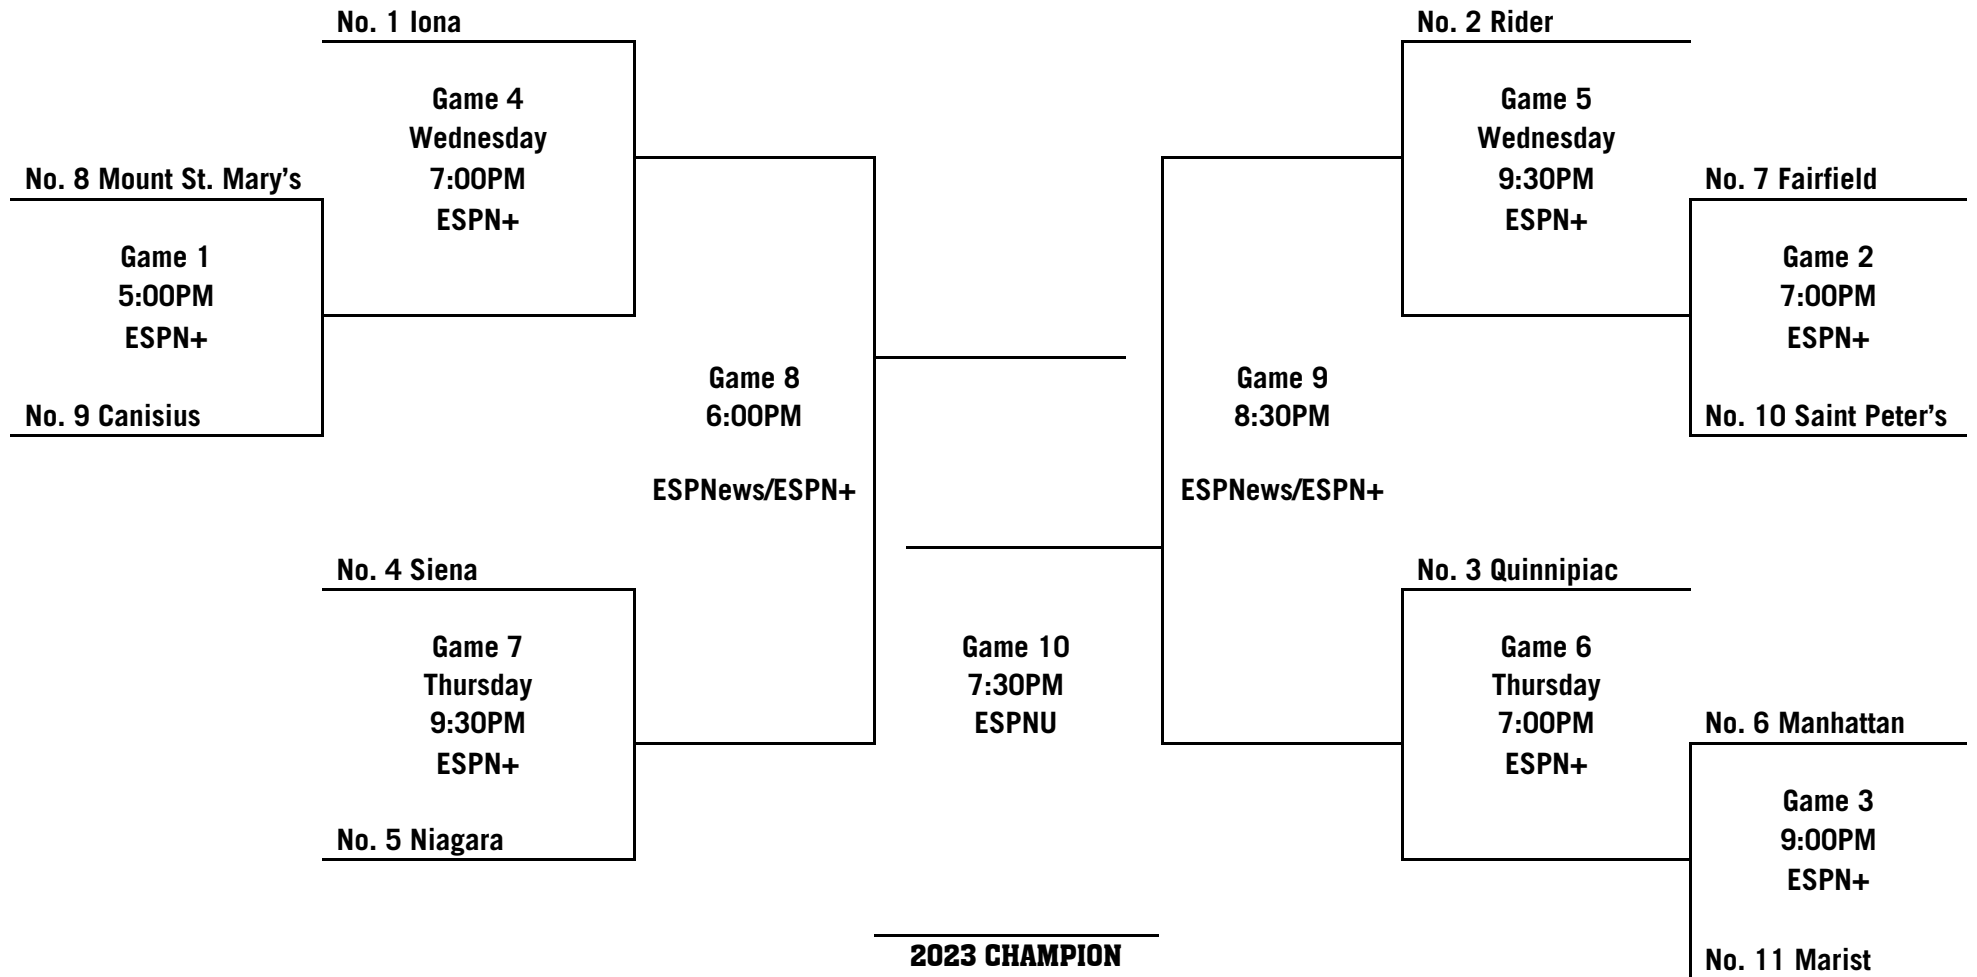 No. 1 Iona
Game 4
Wednesday
7:00PM
ESPN+
No. 8 Mount St. Mary’s
Game 1
5:00PM
ESPN+
No. 9 Canisius
Game 8
6:00PM
ESPNews/ESPN+
No. 4 Siena
Game 7
Thursday
9:30PM
ESPN+
No. 5 Niagara
Game 10
7:30PM
ESPNU
2023 CHAMPION
No. 2 Rider
Game 5
Wednesday
9:30PM
ESPN+
No. 7 Fairfield
Game 2
7:00PM
ESPN+
No. 10 Saint Peter’s
Game 9
8:30PM
ESPNews/ESPN+
No. 3 Quinnipiac
Game 6
Thursday
7:00PM
ESPN+
No. 6 Manhattan
Game 3
9:00PM
ESPN+
No. 11 Marist